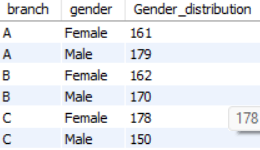 branch gender Gender_distribution
A Female 161
A Male 179
B Female 162
B Male 170
C Female 178
178
C Male 150